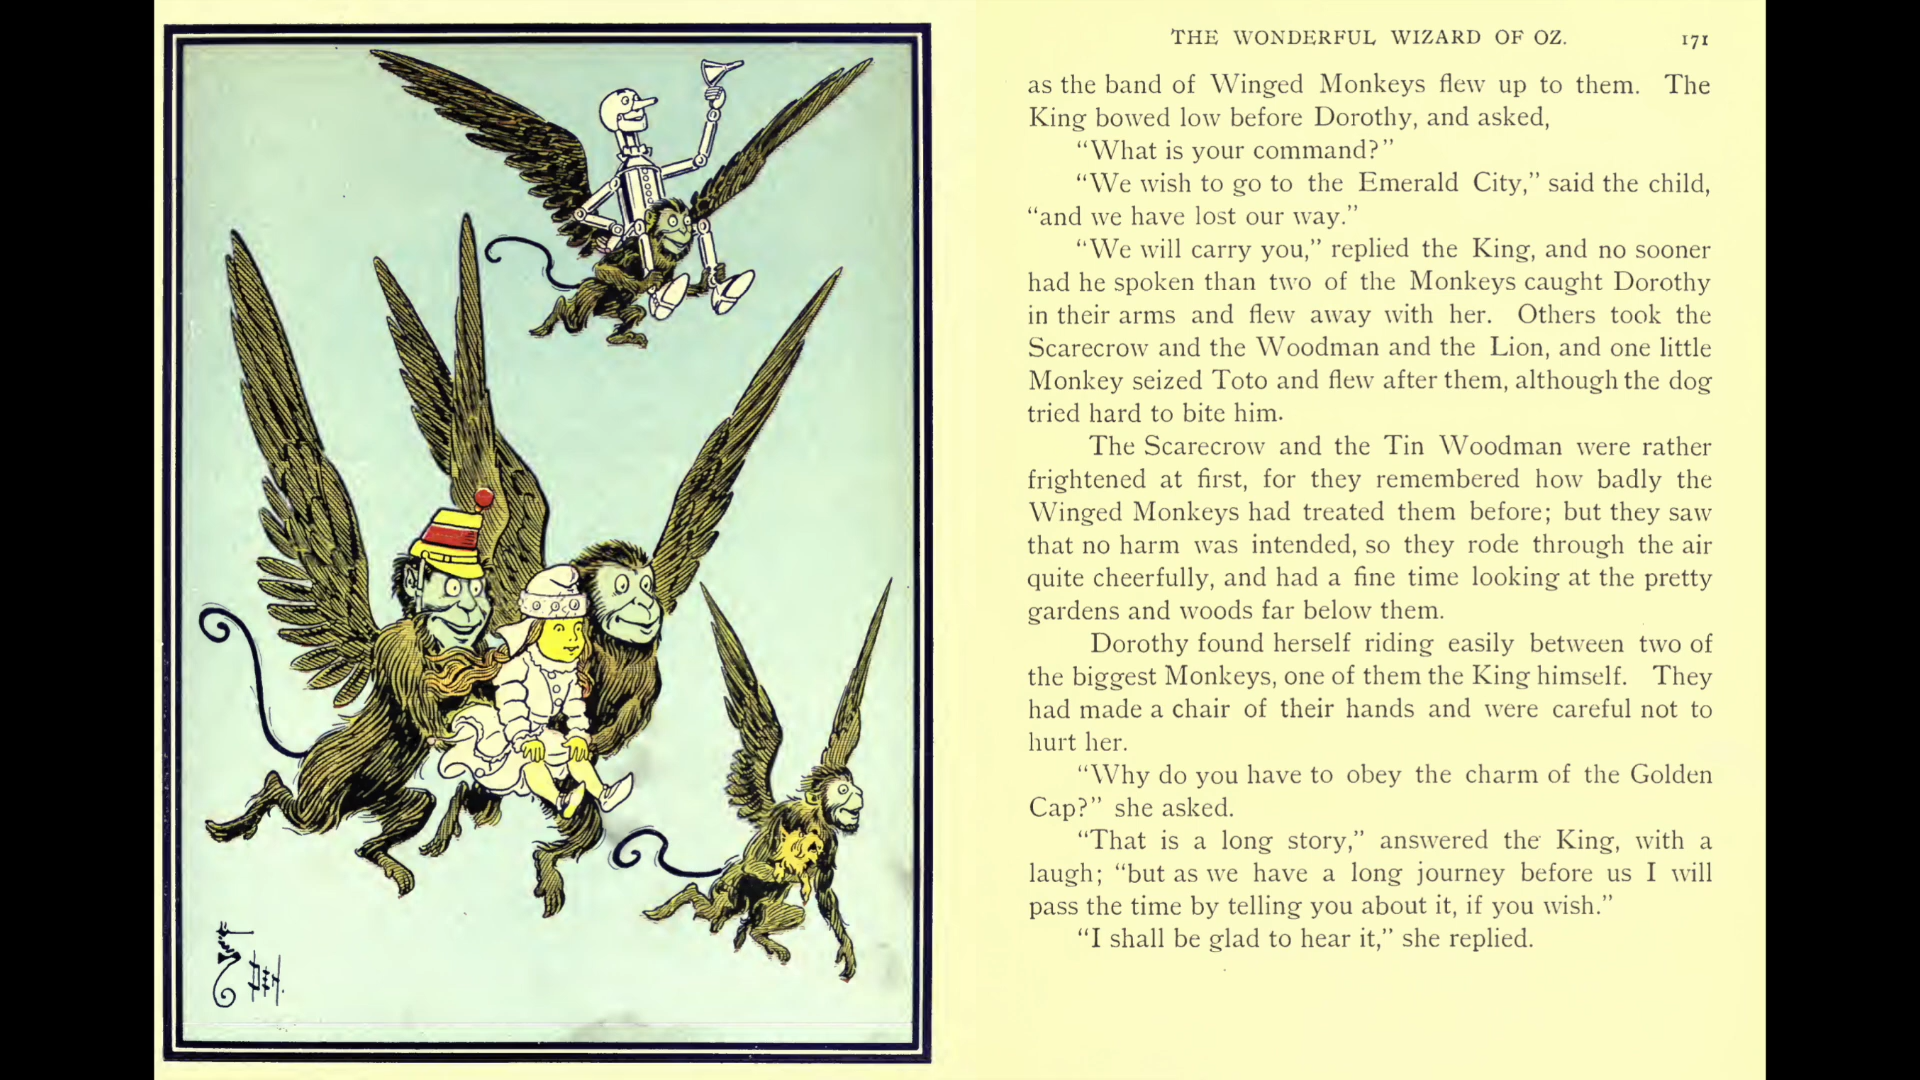 THE WONDERFUL WIZARD OF OZ. 171
as the band of Winged Monkeys flew up to them. The
King bowed low before Dorothy, and asked,
“What is your command?”
“We wish to go to the Emerald City,” said the child,
“and we have lost our way.”
“We will carry you,” replied the King, and no sooner
had he spoken than two of the Monkeys caught Dorothy
in their arms and flew away with her. Others took the
Scarecrow and the Woodman and the Lion, and one little
Monkey seized Toto and flew after them, although the dog
tried hard to bite him.
The Scarecrow and the Tin Woodman were rather
frightened at first, for they remembered how badly the
Winged Monkeys had treated them before; but they saw
that no harm was intended, so they rode through the air
quite cheerfully, and had a fine time looking at the pretty
gardens and woods far below them.
Dorothy found herself riding easily between two of
the biggest Monkeys, one of them the King himself. They
had made a chair of their hands and were careful not to
hurt her.
“Why do you have to obey the charm of the Golden
Cap?” she asked.
“That is a long story,” answered the King, with a
laugh; “but as we have a long journey before us I will
pass the time by telling you about it, if you wish.”
“I shall be glad to hear it,” she replied.